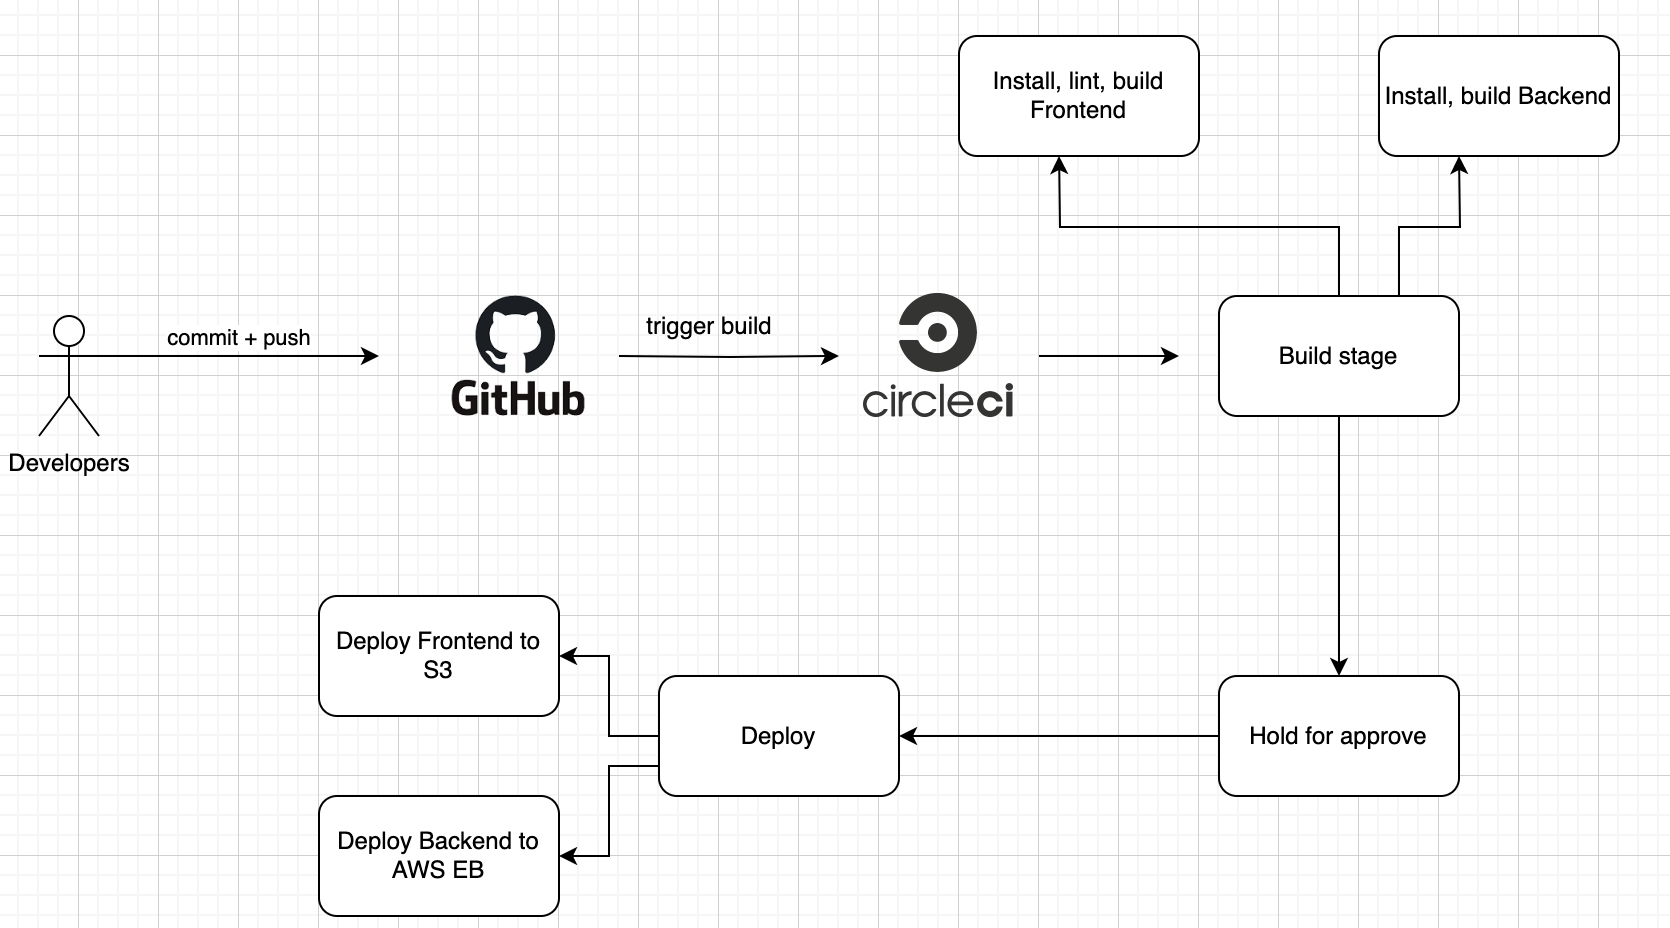 Install, lint, build
Frontend
Install, build Backend
commit + push
trigger build
GitHub
circleci
Build stage
Developers
Deploy Frontend to
S3
Deploy
Hold for approve
Deploy Backend to
AWS EB